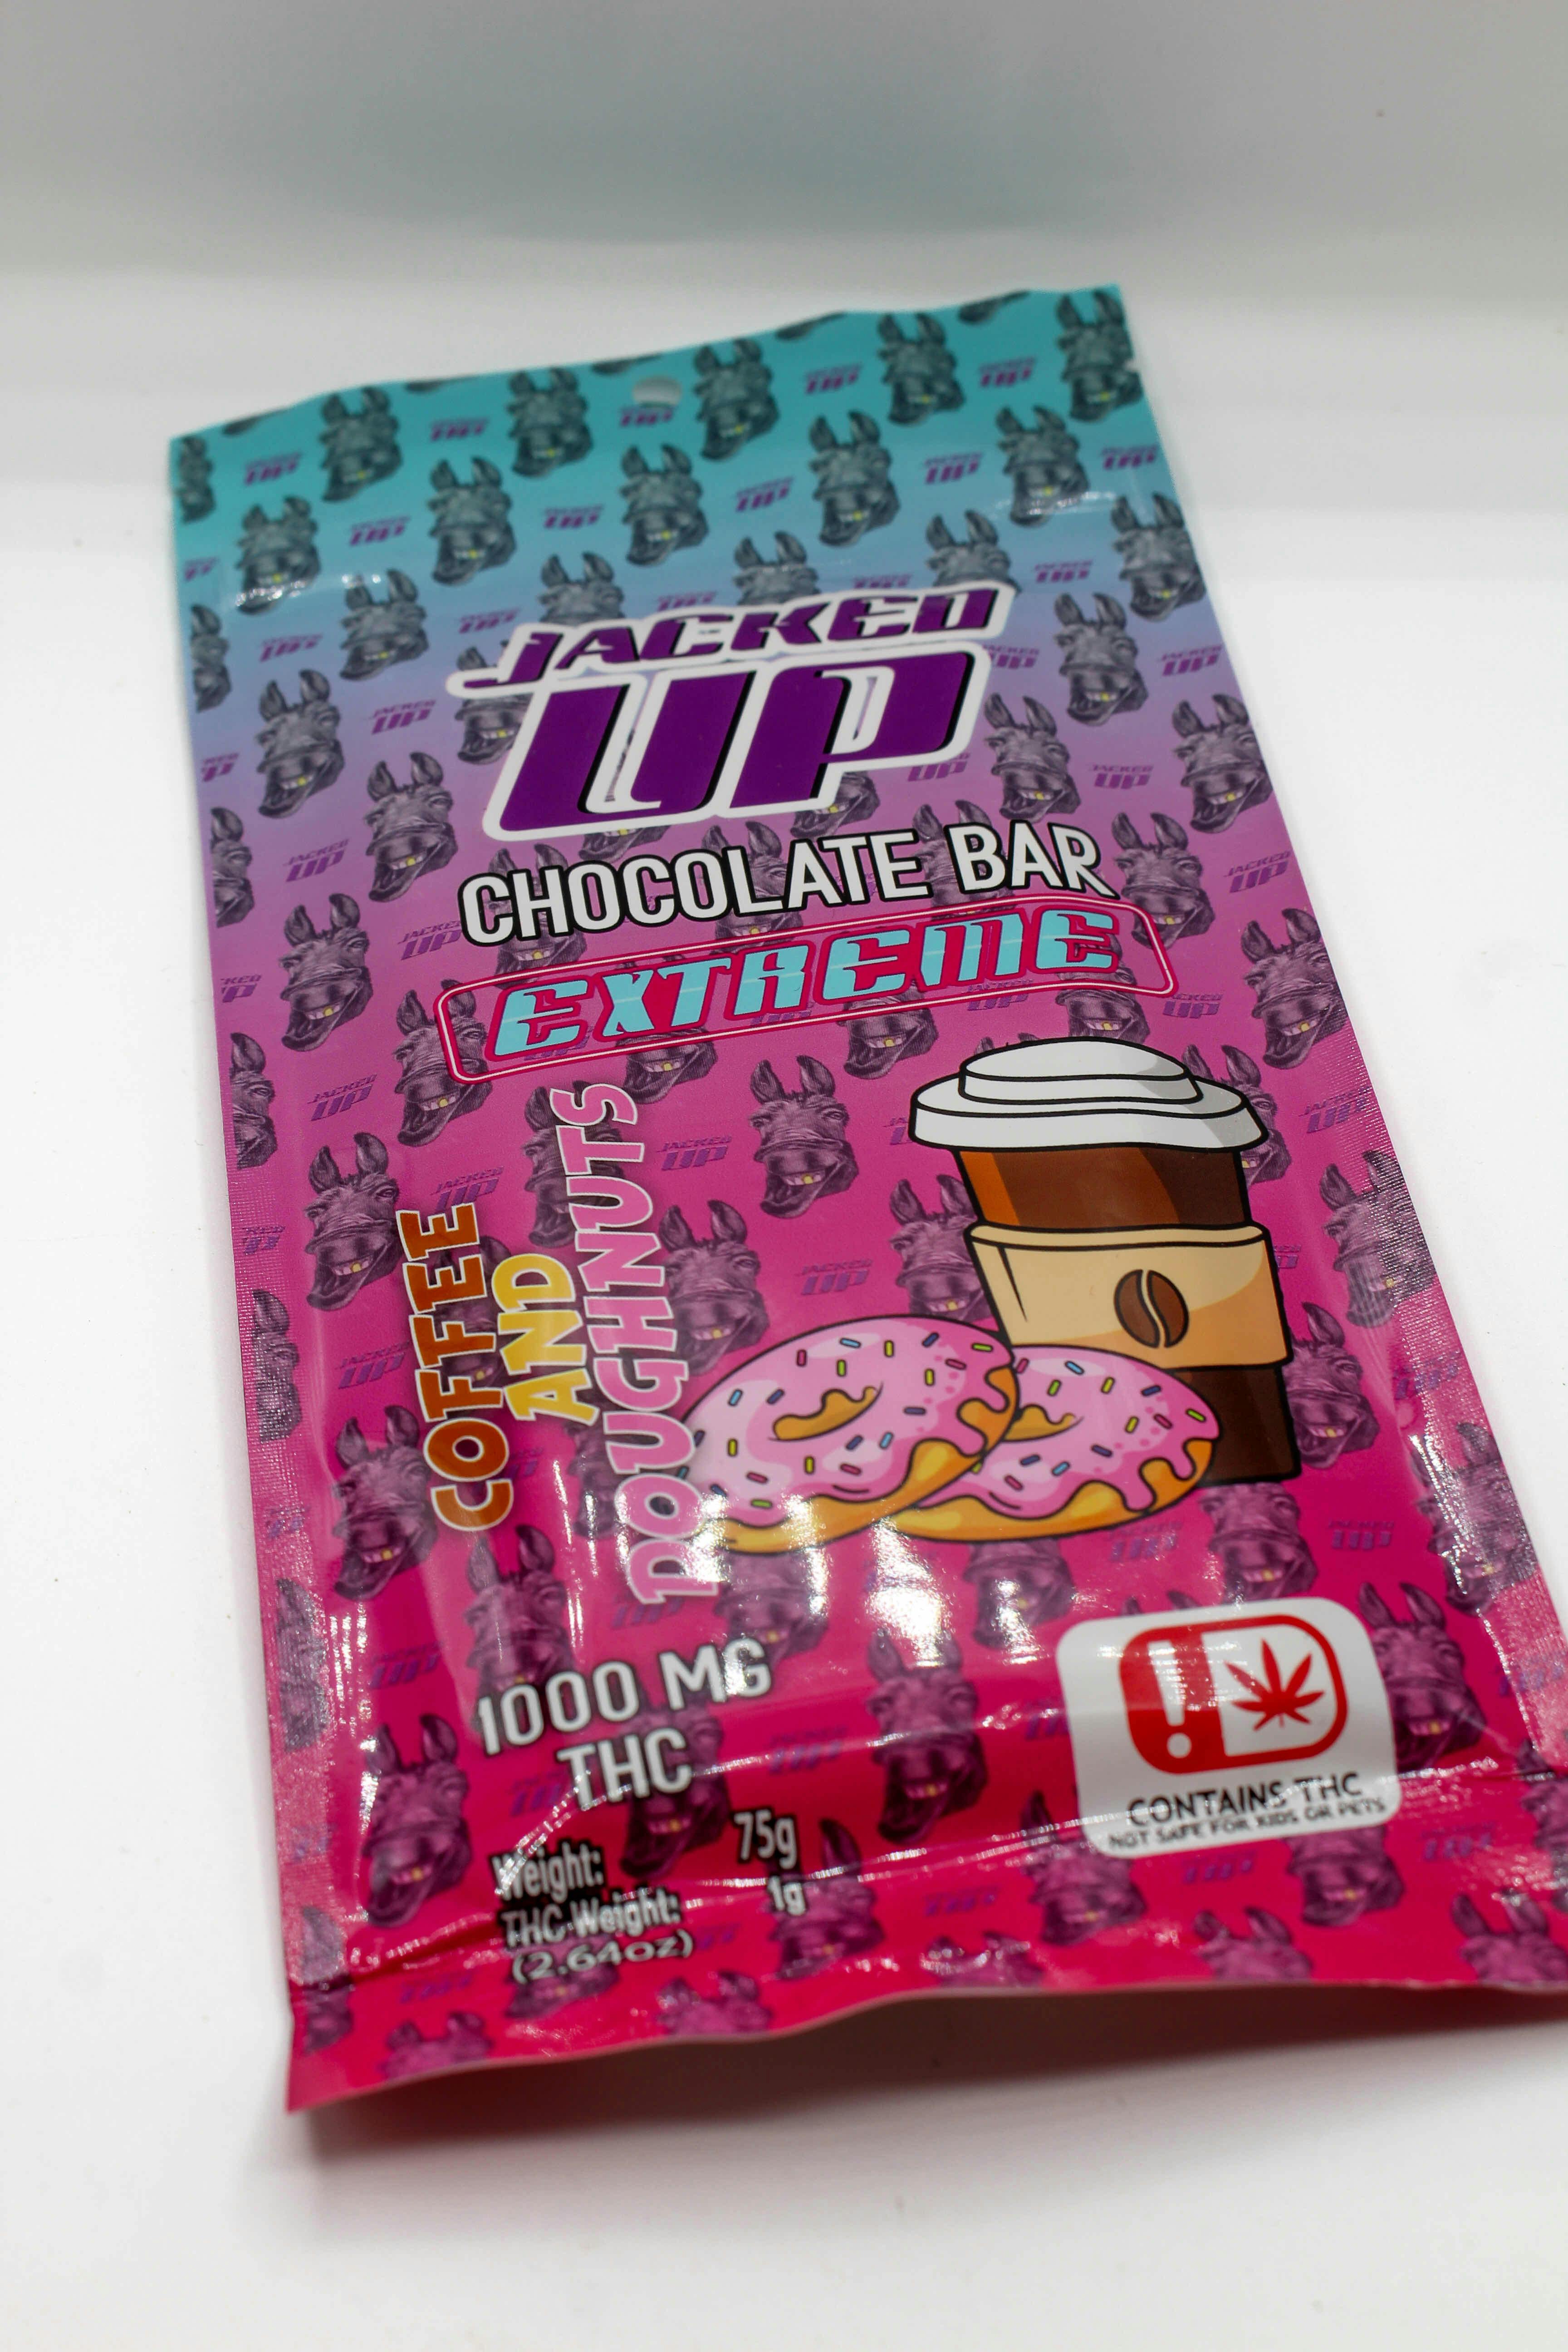 JACKED
UP
CHOCOLATE BAR
EXTREME
COFFEE
AND
DOUGHNUTS
1000 MG
THC
Weight: 75g
THC Weight: 1g
(2.64oz)
CONTAINS THC
NOT SAFE FOR KIDS OR PETS